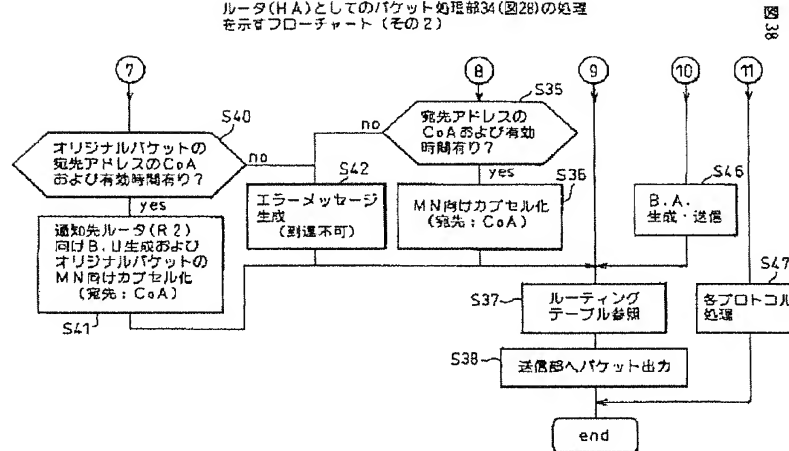 ルータ(HA)としてのパケット処理部34(図28)の処理
を示すフローチャート(その2)
図38
7
8
9
10
11
S40
オリジナルパケットの
宛先アドレスのCoA
および有効時間有り?
no
yes
通知先ルータ(R2)
向けB.U生成および
オリジナルパケットの
MN向けカプセル化
(宛先:CoA)
S41
S35
宛先アドレスの
CoAおよび有効
時間有り?
no
yes
S42
エラーメッセージ
生成
(到達不可)
S36
MN向けカプセル化
(宛先:CoA)
S46
B.A.
生成・送信
S37
ルーティング
テーブル参照
S47
各プロトコル
処理
S38
送信部へパケット出力
end